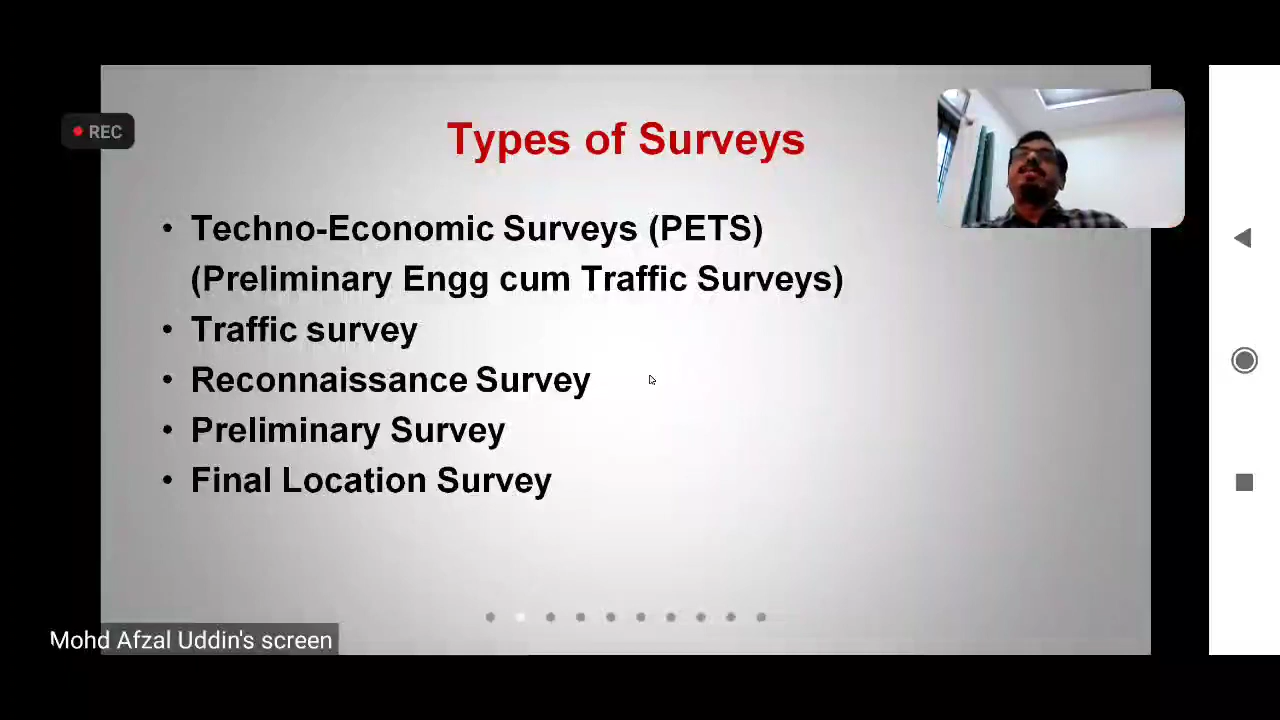 REC
Types of Surveys
• Techno-Economic Surveys (PETS)
(Preliminary Engg cum Traffic Surveys)
• Traffic survey
• Reconnaissance Survey
• Preliminary Survey
• Final Location Survey
Mohd Afzal Uddin's screen